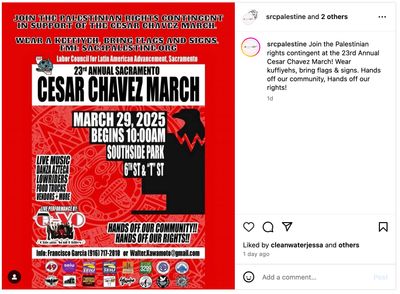 JOIN THE PALESTINIAN RIGHTS CONTINGENT
IN SUPPORT OF THE CESAR CHAVEZ MARCH.
WEAR A KEFFIYEH, BRING FLAGS AND SIGNS.
Labor Council for Latin American Advancement, Sacramento
23rd ANNUAL SACRAMENTO
CESAR CHAVEZ MARCH
MARCH 29, 2025
BEGINS 10:00AM
SOUTHSIDE PARK
6TH ST & "T" ST
LIVE MUSIC
DANZA AZTECA
LOWRIDERS
FOOD TRUCKS
VENDORS + MORE
LIVE PERFORMANCE BY
HANDS OFF OUR COMMUNITY!!
HANDS OFF OUR RIGHTS!!
srcpalestine and 2 others
srcpalestine Join the Palestinian
rights contingent at the 23rd Annual
Cesar Chavez March! Wear
kuffiyehs, bring flags & signs. Hands
off our community, Hands off our
rights!
1d
Liked by cleanwaterjessa and others
1 day ago
Add a comment...
Post